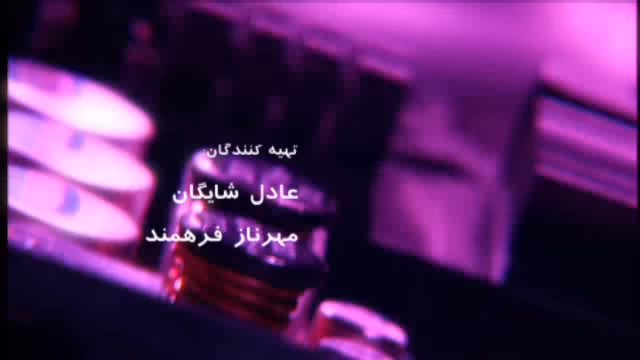 تهیه کنندگان
عادل شایگان
مهرناز فرهمند